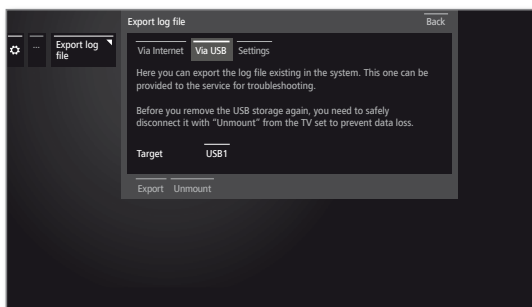 Export log file
Back
...
Export log
file
Via Internet Via USB Settings
Here you can export the log file existing in the system. This one can be
provided to the service for troubleshooting.
Before you remove the USB storage again, you need to safely
disconnect it with “Unmount” from the TV set to prevent data loss.
Target USB1
Export Unmount